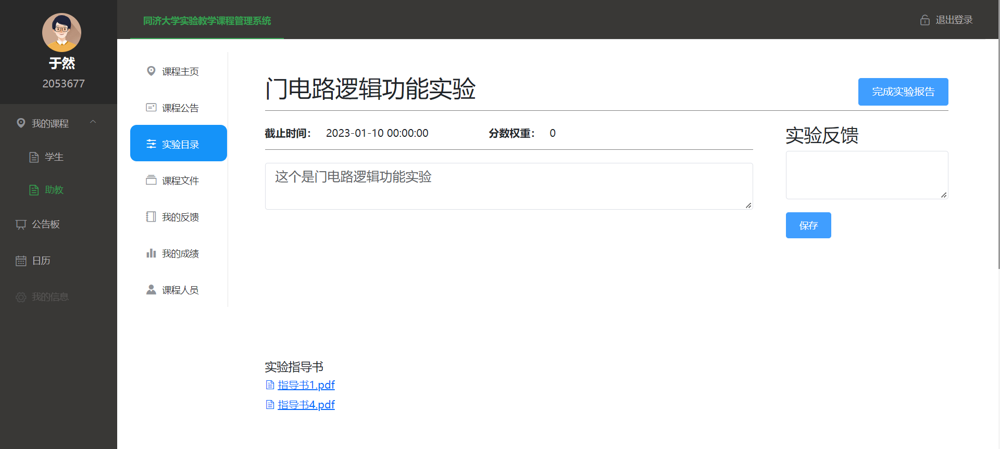 于然
2053677
我的课程
学生
助教
公告板
日历
我的信息
同济大学实验教学课程管理系统
退出登录
课程主页
课程公告
实验目录
课程文件
我的反馈
我的成绩
课程人员
门电路逻辑功能实验
完成实验报告
截止时间： 2023-01-10 00:00:00 分数权重： 0
这个是门电路逻辑功能实验
实验反馈
保存
实验指导书
指导书1.pdf
指导书4.pdf